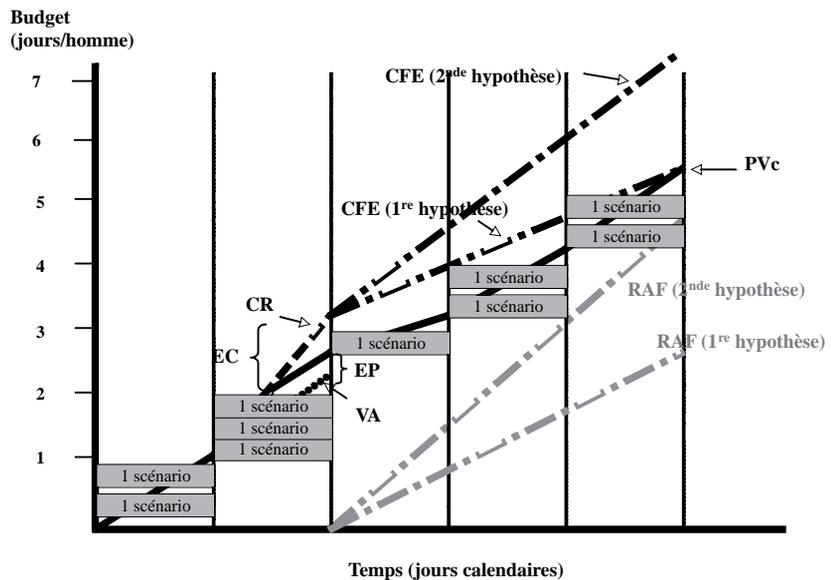 Budget
(jours/homme)
7
CFE (2nde hypothèse)
6
PVc
5
CFE (1re hypothèse)
1 scénario
1 scénario
4
1 scénario
RAF (2nde hypothèse)
CR
1 scénario
3
EC
1 scénario
RAF (1re hypothèse)
EP
2
1 scénario
VA
1 scénario
1
1 scénario
1 scénario
1 scénario
Temps (jours calendaires)